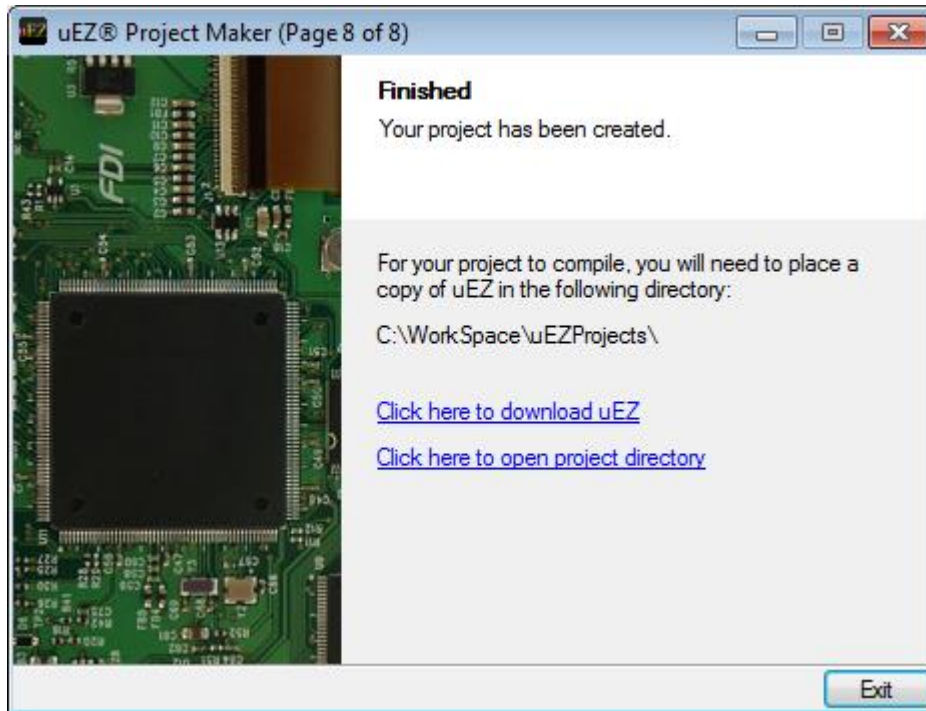 uEZ® Project Maker (Page 8 of 8)
Finished
Your project has been created.
For your project to compile, you will need to place a
copy of uEZ in the following directory:
C:\WorkSpace\uEZProjects\
Click here to download uEZ
Click here to open project directory
Exit
FDI